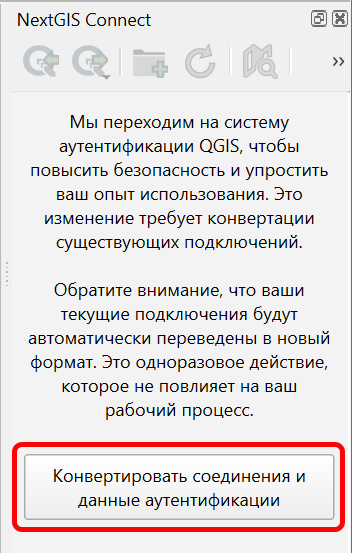 NextGIS Connect
Мы переходим на систему
аутентификации QGIS, чтобы
повысить безопасность и упростить
ваш опыт использования. Это
изменение требует конвертации
существующих подключений.
Обратите внимание, что ваши
текущие подключения будут
автоматически переведены в новый
формат. Это одноразовое действие,
которое не повлияет на ваш
рабочий процесс.
Конвертировать соединения и
данные аутентификации